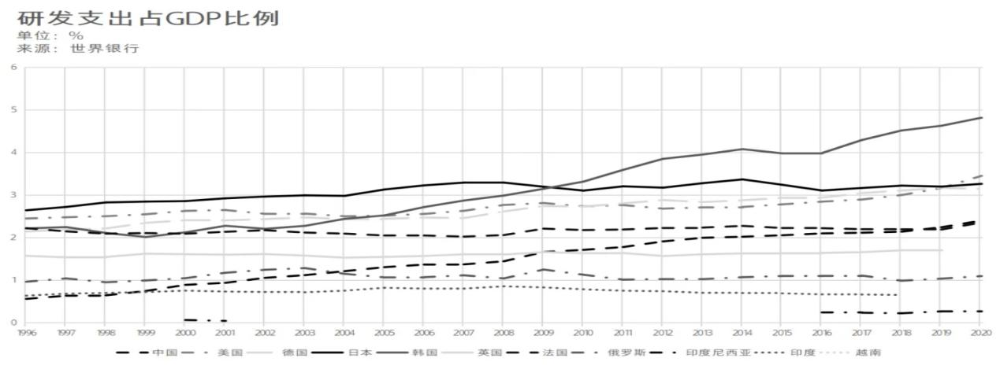 研发支出占GDP比例
单位：%
来源：世界银行
6
5
4
3
2
1
0
1996 1997 1998 1999 2000 2001 2002 2003 2004 2005 2006 2007 2008 2009 2010 2011 2012 2013 2014 2015 2016 2017 2018 2019 2020
中国 美国 德国 日本 韩国 英国 法国 俄罗斯 印度尼西亚 印度 越南